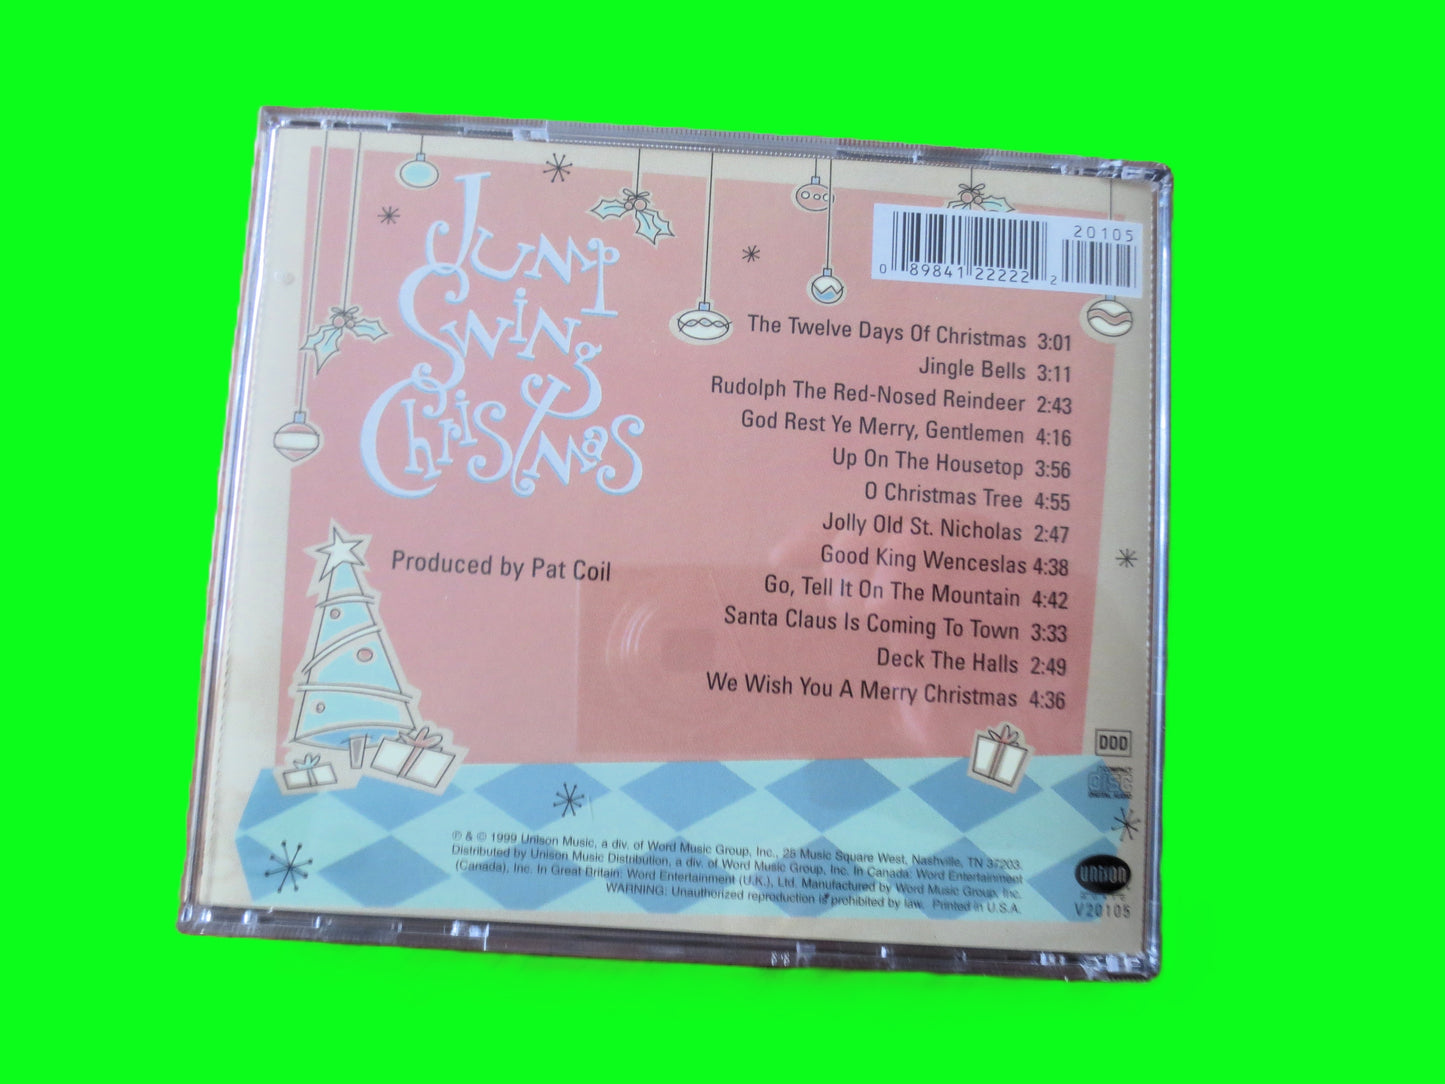 Jump
Swing
Christmas
20105
0 89841 22222 2
The Twelve Days Of Christmas 3:01
Jingle Bells 3:11
Rudolph The Red-Nosed Reindeer 2:43
God Rest Ye Merry, Gentlemen 4:16
Up On The Housetop 3:56
O Christmas Tree 4:55
Jolly Old St. Nicholas 2:47
Good King Wenceslas 4:38
Go, Tell It On The Mountain 4:42
Santa Claus Is Coming To Town 3:33
Deck The Halls 2:49
We Wish You A Merry Christmas 4:36
Produced by Pat Coil
DDD
COMPACT
disc
DIGITAL AUDIO
℗ & © 1999 Unison Music, a div. of Word Music Group, Inc., 25 Music Square West, Nashville, TN 37203.
Distributed by Unison Music Distribution, a div. of Word Music Group, Inc. In Canada: Word Entertainment
(Canada), Inc. In Great Britain: Word Entertainment (U.K.), Ltd. Manufactured by Word Music Group, Inc.
WARNING: Unauthorized reproduction is prohibited by law. Printed in U.S.A.
unison
MUSIC
V20105